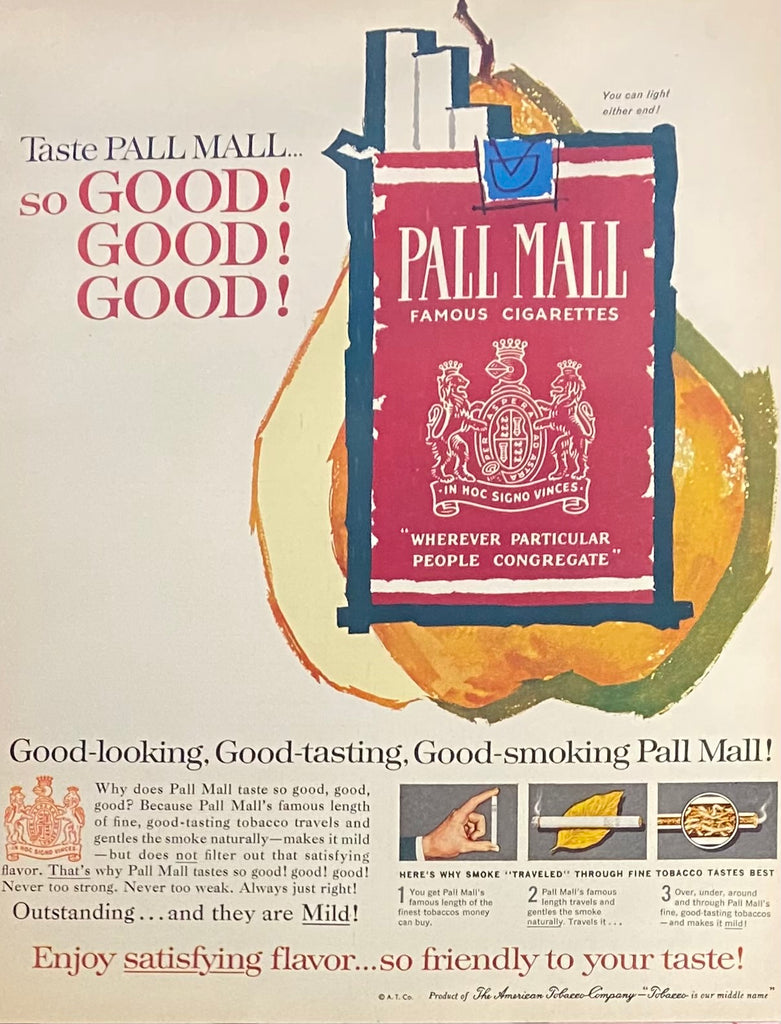 You can light
either end!
Taste PALL MALL...
so GOOD!
GOOD!
GOOD!
PALL MALL
FAMOUS CIGARETTES
PER ASPERA AD ASTRA
IN HOC SIGNO VINCES
"WHEREVER PARTICULAR
PEOPLE CONGREGATE"
Good-looking, Good-tasting, Good-smoking Pall Mall!
Why does Pall Mall taste so good, good,
good? Because Pall Mall's famous length
of fine, good-tasting tobacco travels and
gentles the smoke naturally—makes it mild
—but does not filter out that satisfying
flavor. That's why Pall Mall tastes so good! good! good!
Never too strong. Never too weak. Always just right!
Outstanding...and they are Mild!
IN HOC SIGNO VINCES
HERE'S WHY SMOKE "TRAVELED" THROUGH FINE TOBACCO TASTES BEST
1 You get Pall Mall's
famous length of the
finest tobaccos money
can buy.
2 Pall Mall's famous
length travels and
gentles the smoke
naturally. Travels it...
3 Over, under, around
and through Pall Mall's
fine, good-tasting tobaccos
—and makes it mild!
Enjoy satisfying flavor...so friendly to your taste!
© A. T. Co. Product of The American Tobacco Company—"Tobacco is our middle name"